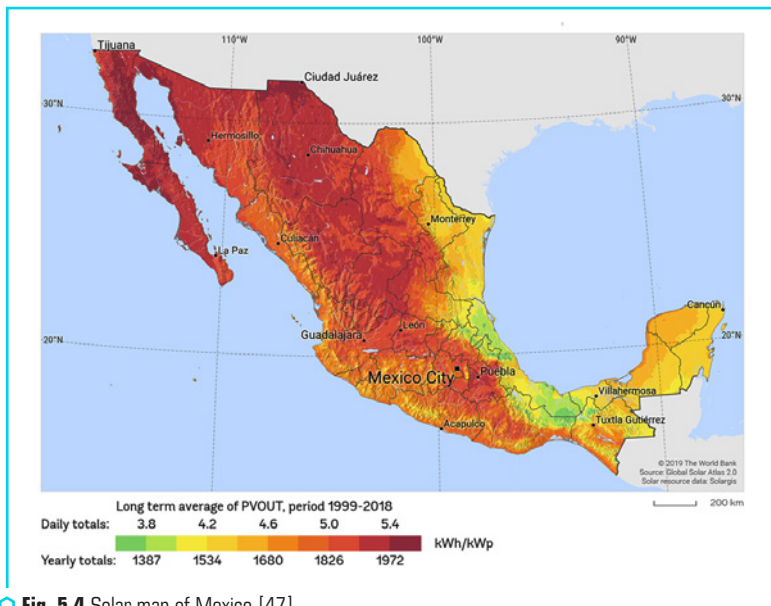 110°W 100°W 90°W
Tijuana
Ciudad Juárez
30°N 30°N
Hermosillo
Chihuahua
Monterrey
Culiacán
La Paz
Cancún
León
Guadalajara
20°N 20°N
Mexico City Puebla
Villahermosa
Tuxtla Gutiérrez
Acapulco
© 2019 The World Bank
Source: Global Solar Atlas 2.0
Solar resource data: Solargis
Long term average of PVOUT, period 1999-2018
200 km
Daily totals: 3.8 4.2 4.6 5.0 5.4
kWh/kWp
Yearly totals: 1387 1534 1680 1826 1972
Fig. 5.4 Solar map of Mexico [47]